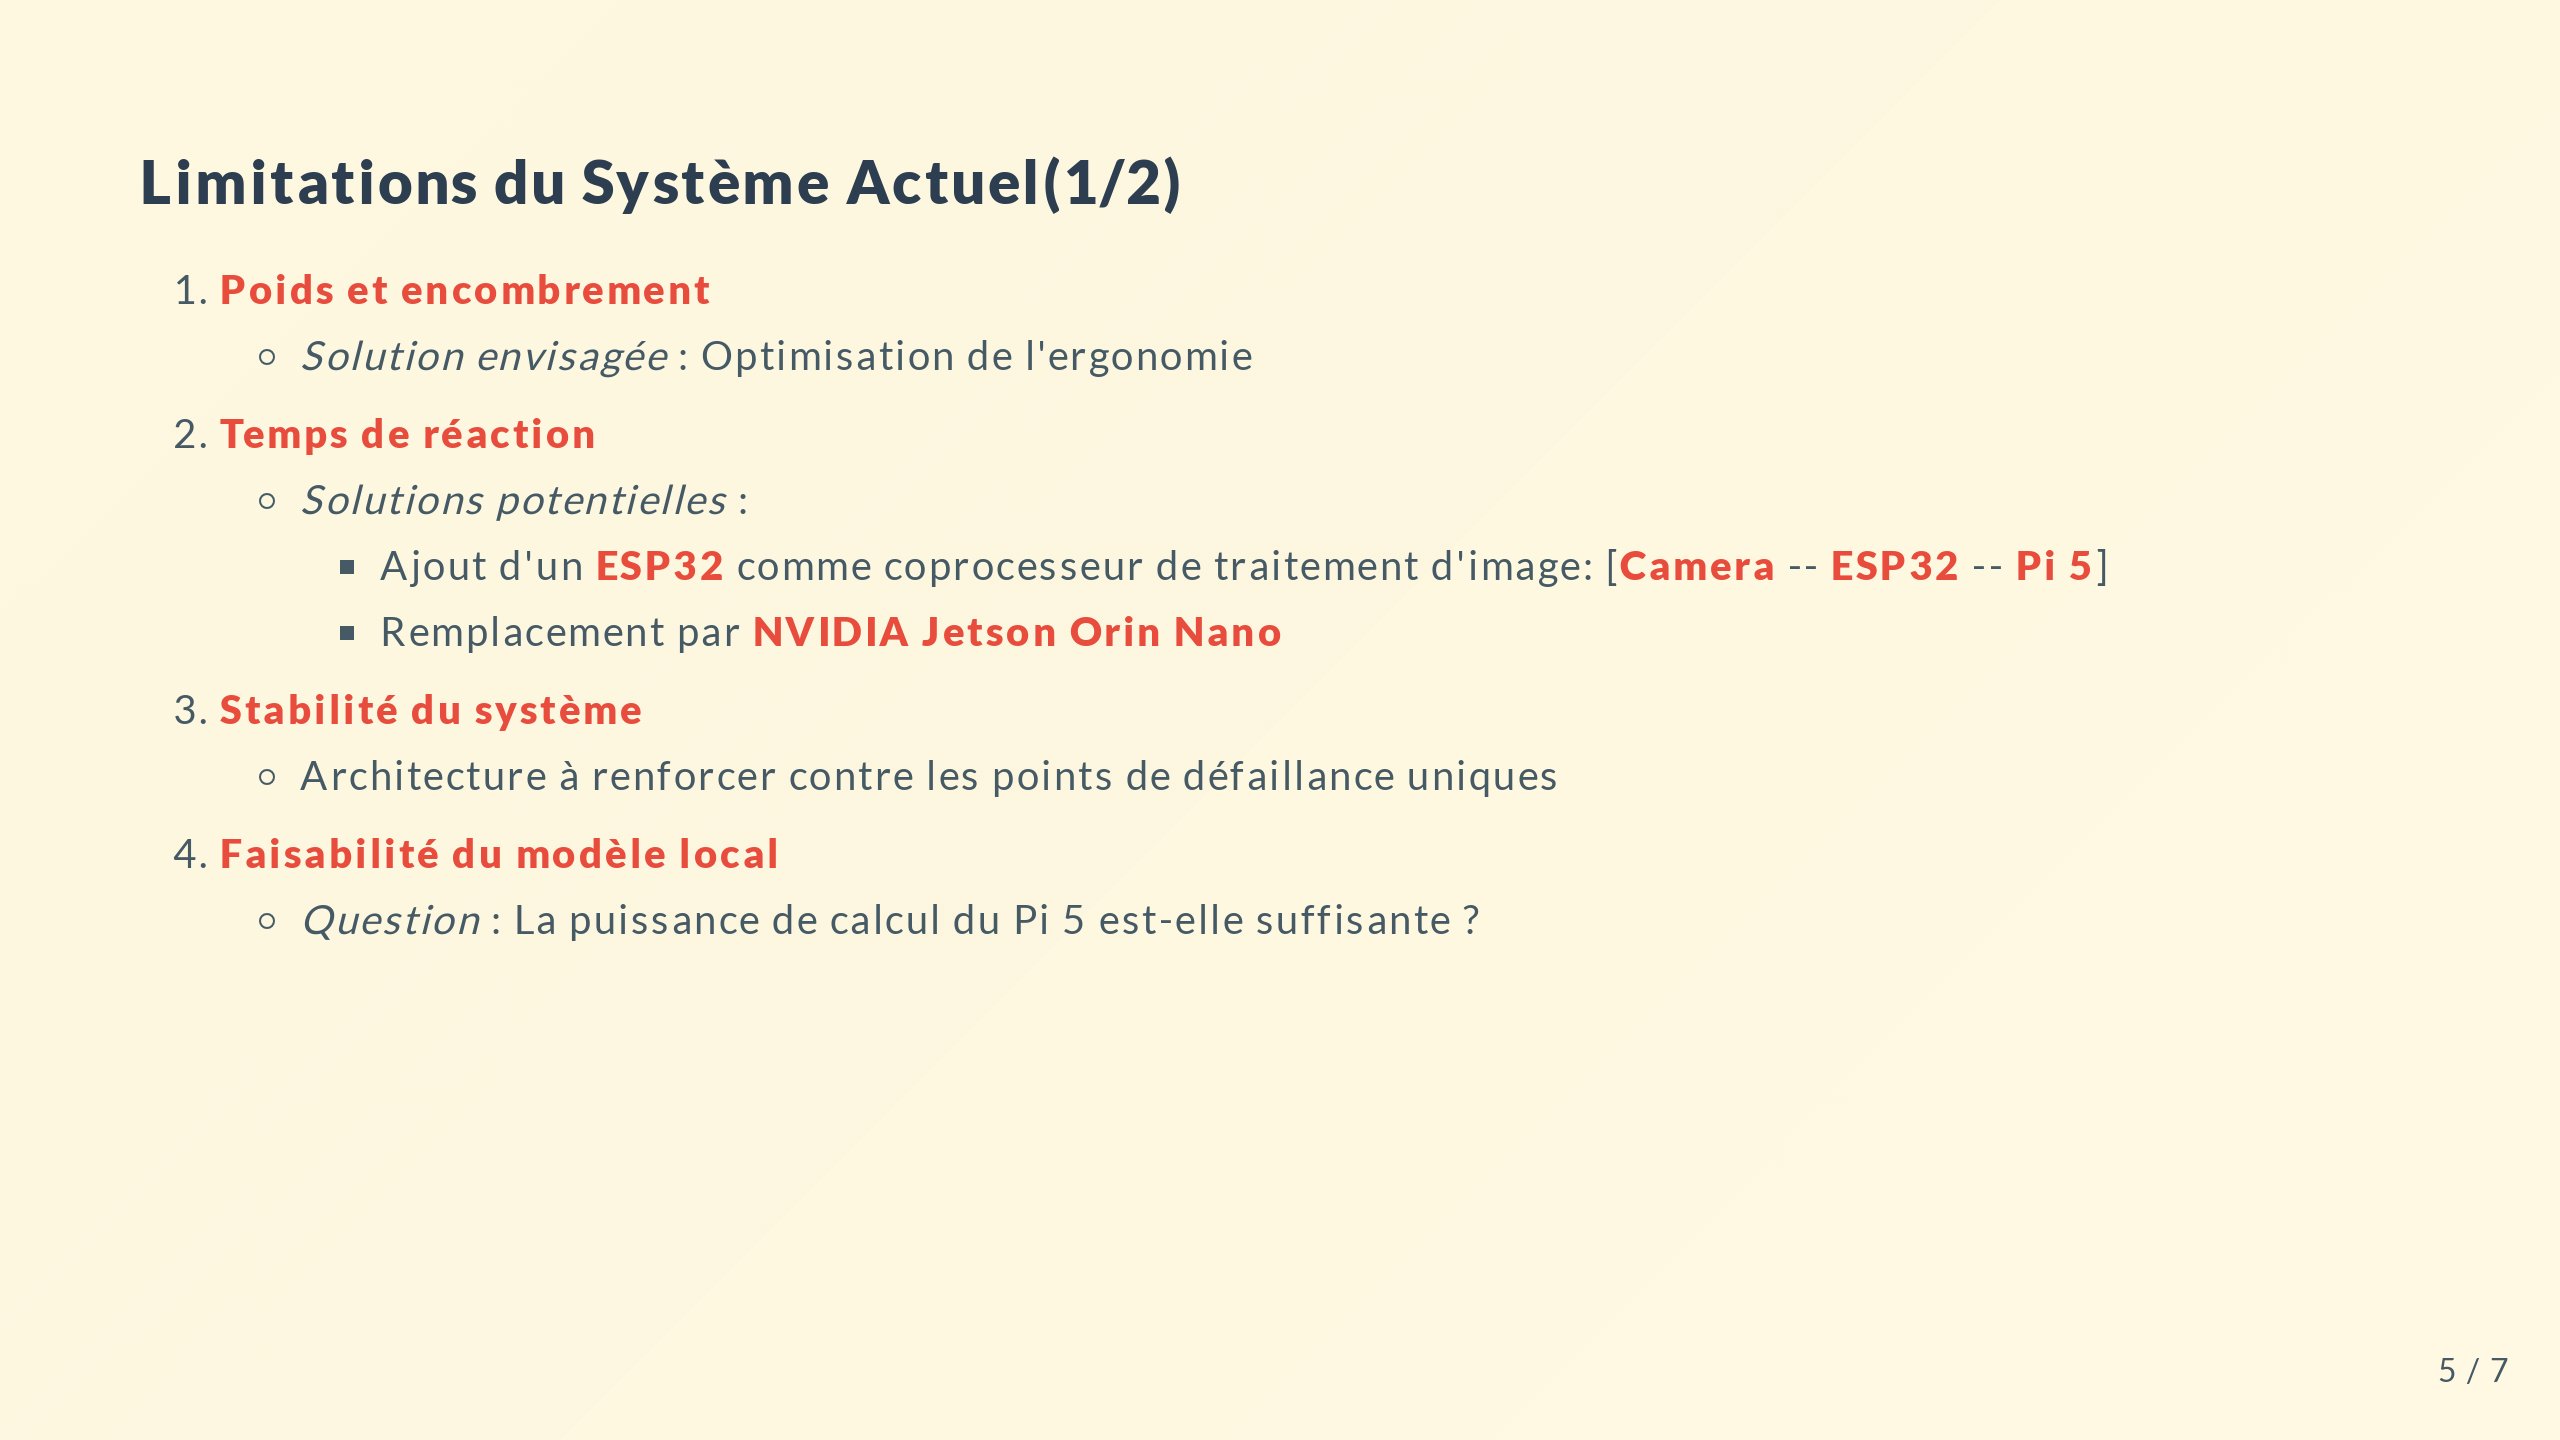 Limitations du Système Actuel(1/2)
1. Poids et encombrement
Solution envisagée : Optimisation de l'ergonomie
2. Temps de réaction
Solutions potentielles :
Ajout d'un ESP32 comme coprocesseur de traitement d'image: [Camera -- ESP32 -- Pi 5]
Remplacement par NVIDIA Jetson Orin Nano
3. Stabilité du système
Architecture à renforcer contre les points de défaillance uniques
4. Faisabilité du modèle local
Question : La puissance de calcul du Pi 5 est-elle suffisante ?
5 / 7